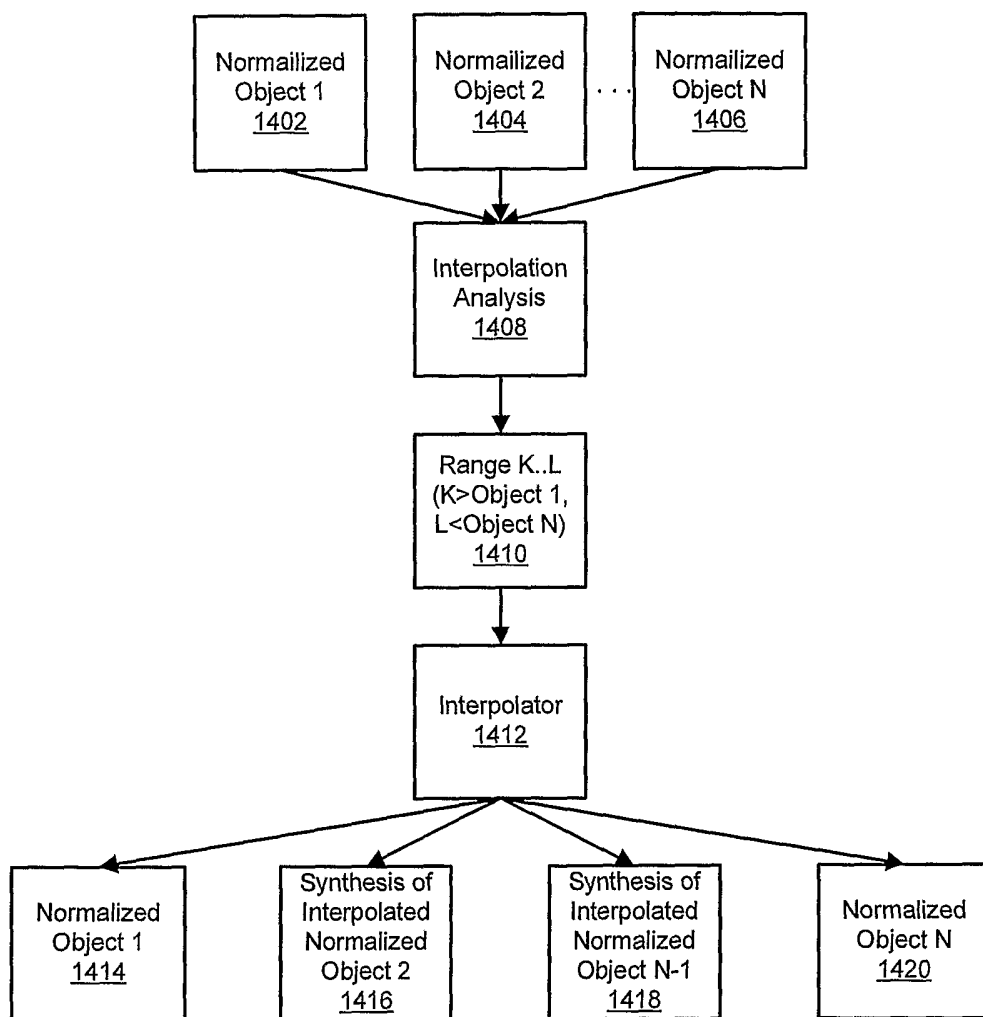 Normailized
Object 1
1402
Normailized
Object 2
1404
. . .
Normailized
Object N
1406
Interpolation
Analysis
1408
Range K..L
(K>Object 1,
L<Object N)
1410
Interpolator
1412
Normalized
Object 1
1414
Synthesis of
Interpolated
Normalized
Object 2
1416
Synthesis of
Interpolated
Normalized
Object N-1
1418
Normalized
Object N
1420